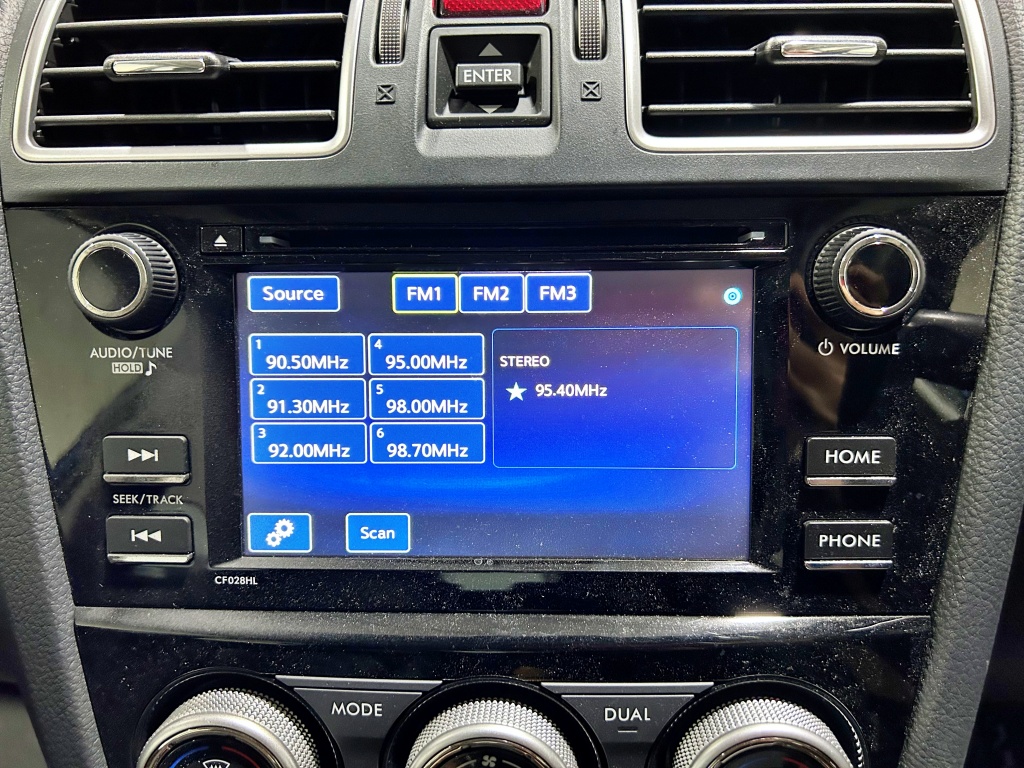 ENTER
Source
FM1 FM2 FM3
1 90.50MHz
4 95.00MHz
2 91.30MHz
5 98.00MHz
3 92.00MHz
6 98.70MHz
STEREO
★ 95.40MHz
Scan
AUDIO/TUNE
HOLD
SEEK/TRACK
VOLUME
HOME
PHONE
CF028HL
MODE
DUAL